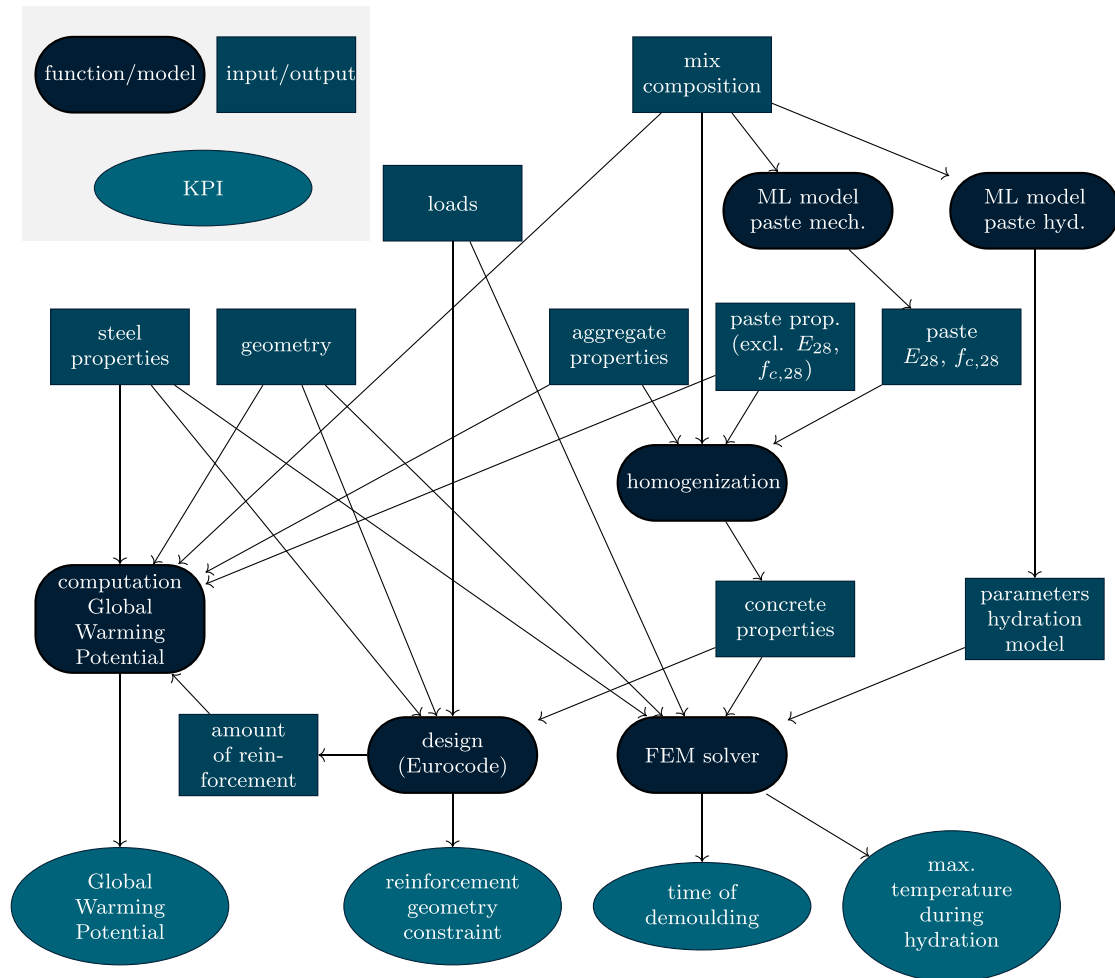 function/model
input/output
KPI
mix
composition
loads
ML model
paste mech.
ML model
paste hyd.
steel
properties
geometry
aggregate
properties
paste prop.
(excl. E₂₈,
f_{c,28})
paste
E₂₈, f_{c,28}
homogenization
computation
Global
Warming
Potential
concrete
properties
parameters
hydration
model
amount
of rein-
forcement
design
(Eurocode)
FEM solver
Global
Warming
Potential
reinforcement
geometry
constraint
time of
demoulding
max.
temperature
during
hydration